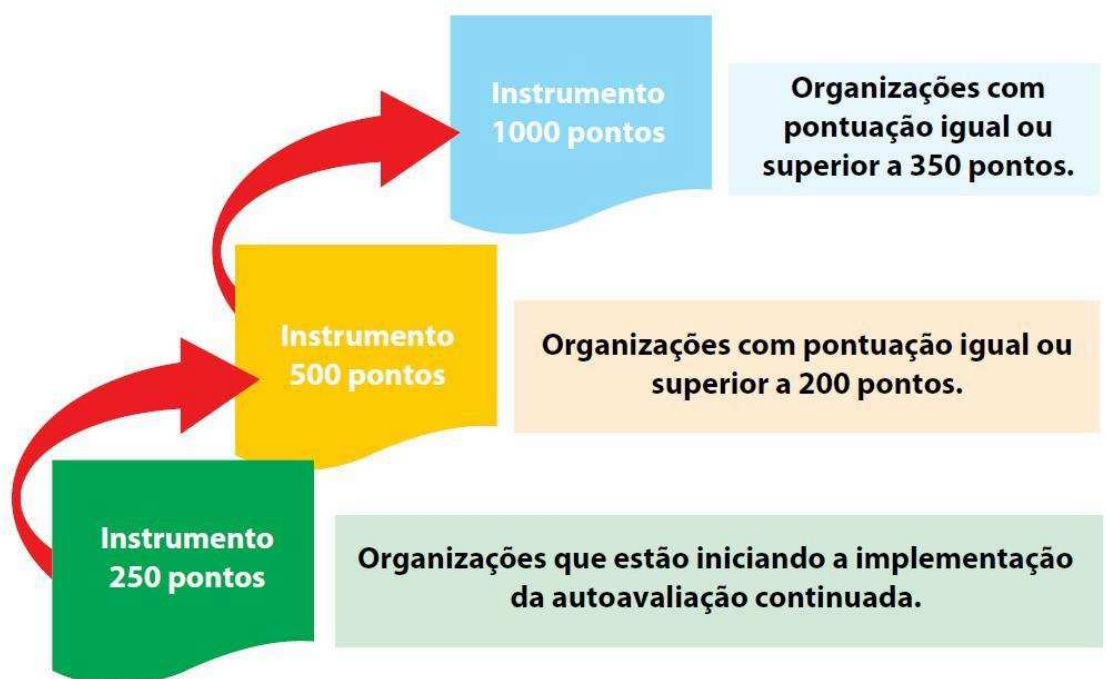 Instrumento
1000 pontos
Organizações com
pontuação igual ou
superior a 350 pontos.
Instrumento
500 pontos
Organizações com pontuação igual ou
superior a 200 pontos.
Instrumento
250 pontos
Organizações que estão iniciando a implementação
da autoavaliação continuada.